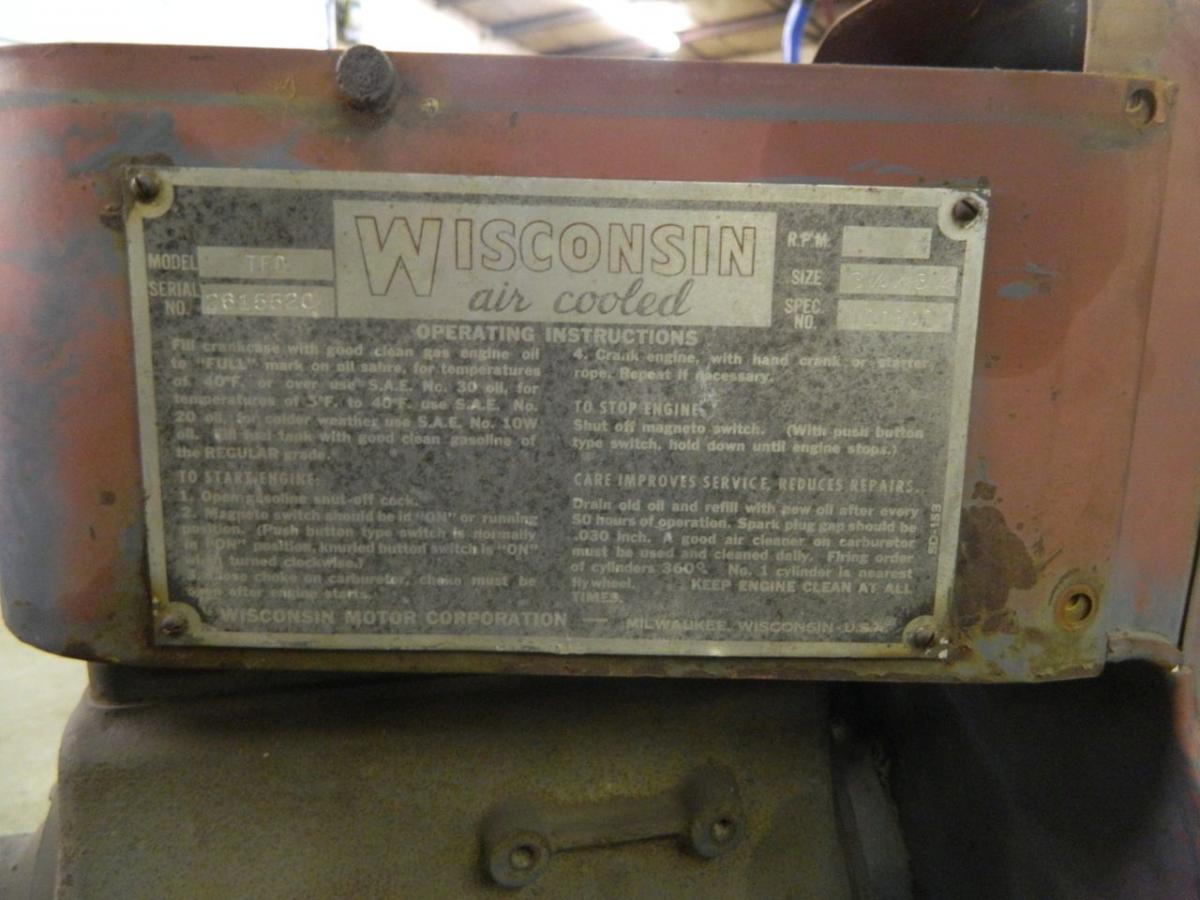 WISCONSIN
air cooled
MODEL
SERIAL
NO.
R.P.M.
SIZE
SPEC.
NO.
OPERATING INSTRUCTIONS
Fill crankcase with good clean gas engine oil
to "FULL" mark on oil sabre, for temperatures
of 40°F. or over use S.A.E. No. 30 oil, for
temperatures of 5°F. to 40°F. use S.A.E. No.
20 oil, for colder weather use S.A.E. No. 10W
oil. tank with good clean gasoline of
the REGULAR grade.
TO START ENGINE:
1. Open gasoline shut-off cock.
2. Magneto switch should be in "ON" or running
position. (Push button type switch is normally
in "ON" position, knurled button switch is "ON"
when turned clockwise.)
choke on carburetor, choke must be
open after engine starts.
4. Crank engine, with hand crank or starter
rope. Repeat if necessary.
TO STOP ENGINE
Shut off magneto switch. (With push button
type switch, hold down until engine stops.)
CARE IMPROVES SERVICE, REDUCES REPAIRS.
Drain old oil and refill with new oil after every
50 hours of operation. Spark plug gap should be
.030 inch. A good air cleaner on carburetor
must be used and cleaned daily. Firing order
of cylinders 360°. No. 1 cylinder is nearest
flywheel. KEEP ENGINE CLEAN AT ALL
TIMES.
SD-153
WISCONSIN MOTOR CORPORATION — MILWAUKEE, WISCONSIN-U.S.A.